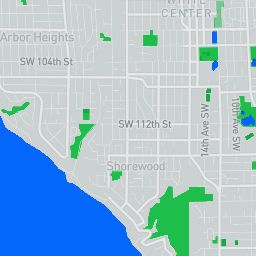 WHITE
CENTER
Arbor Heights
SW 104th St
SW 112th St
14th Ave SW
10th Ave SW
Shorewood